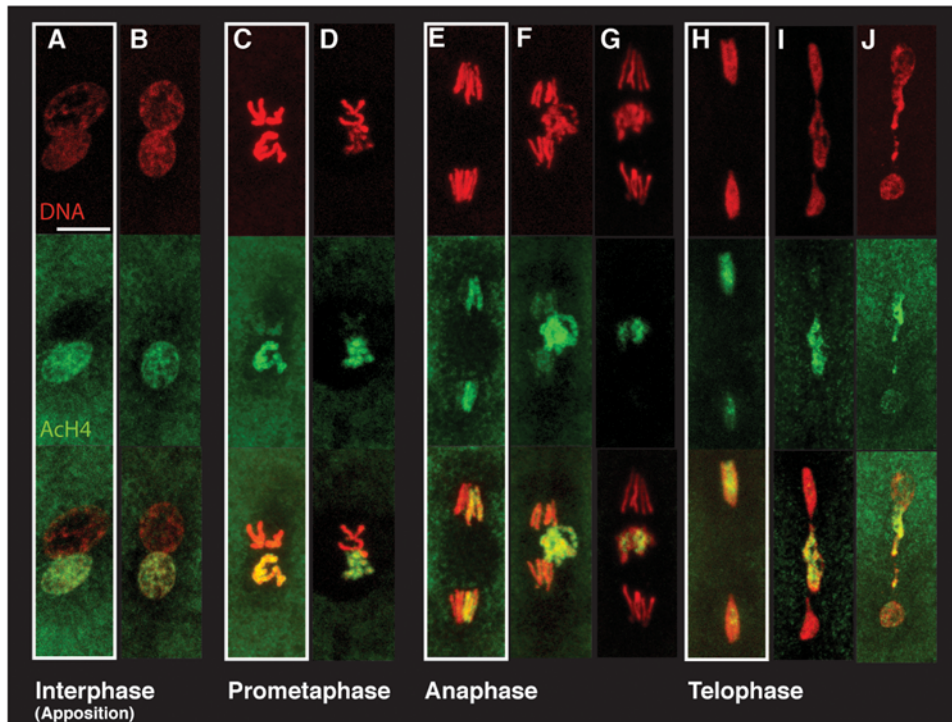 A B C D E F G H I J
DNA
AcH4
Interphase Prometaphase Anaphase Telophase
(Apposition)